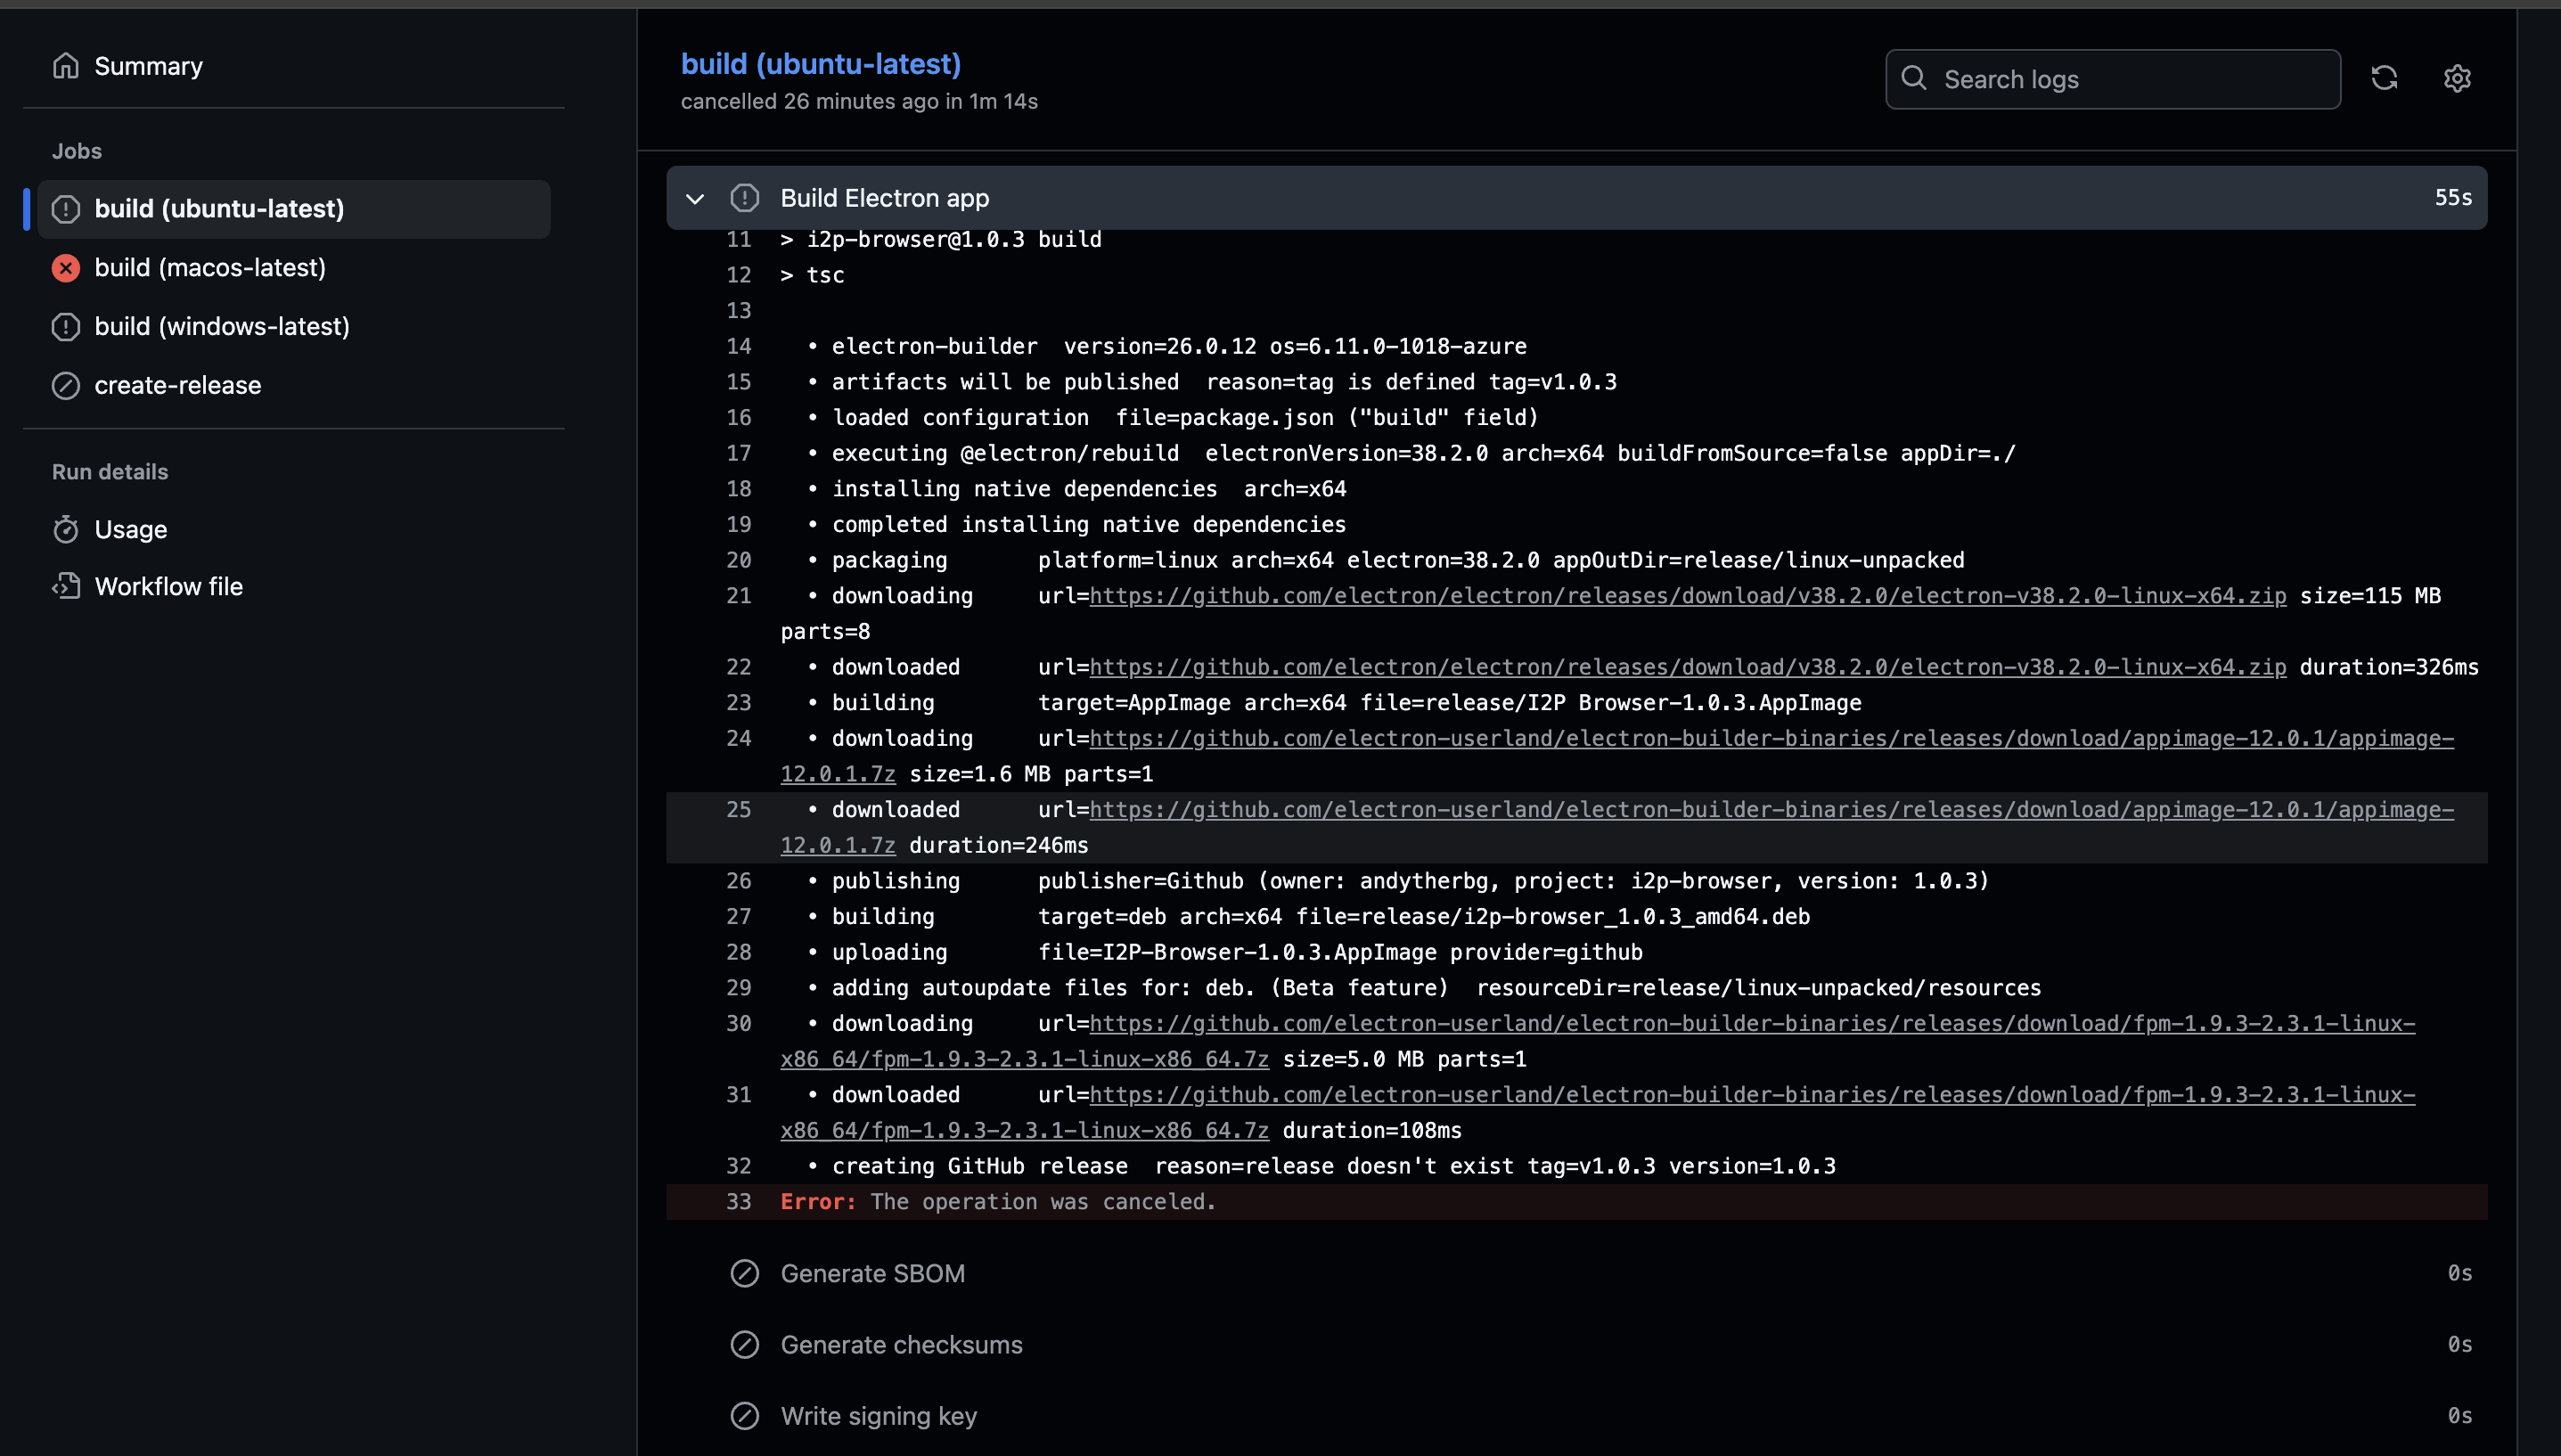 Summary
Jobs
build (ubuntu-latest)
build (macos-latest)
build (windows-latest)
create-release
Run details
Usage
Workflow file
build (ubuntu-latest)
cancelled 26 minutes ago in 1m 14s
Search logs
Build Electron app 55s
11 > i2p-browser@1.0.3 build
12 > tsc
13
14 • electron-builder version=26.0.12 os=6.11.0-1018-azure
15 • artifacts will be published reason=tag is defined tag=v1.0.3
16 • loaded configuration file=package.json ("build" field)
17 • executing @electron/rebuild electronVersion=38.2.0 arch=x64 buildFromSource=false appDir=./
18 • installing native dependencies arch=x64
19 • completed installing native dependencies
20 • packaging platform=linux arch=x64 electron=38.2.0 appOutDir=release/linux-unpacked
21 • downloading url=https://github.com/electron/electron/releases/download/v38.2.0/electron-v38.2.0-linux-x64.zip size=115 MB
parts=8
22 • downloaded url=https://github.com/electron/electron/releases/download/v38.2.0/electron-v38.2.0-linux-x64.zip duration=326ms
23 • building target=AppImage arch=x64 file=release/I2P Browser-1.0.3.AppImage
24 • downloading url=https://github.com/electron-userland/electron-builder-binaries/releases/download/appimage-12.0.1/appimage-
12.0.1.7z size=1.6 MB parts=1
25 • downloaded url=https://github.com/electron-userland/electron-builder-binaries/releases/download/appimage-12.0.1/appimage-
12.0.1.7z duration=246ms
26 • publishing publisher=Github (owner: andytherbg, project: i2p-browser, version: 1.0.3)
27 • building target=deb arch=x64 file=release/i2p-browser_1.0.3_amd64.deb
28 • uploading file=I2P-Browser-1.0.3.AppImage provider=github
29 • adding autoupdate files for: deb. (Beta feature) resourceDir=release/linux-unpacked/resources
30 • downloading url=https://github.com/electron-userland/electron-builder-binaries/releases/download/fpm-1.9.3-2.3.1-linux-
x86_64/fpm-1.9.3-2.3.1-linux-x86_64.7z size=5.0 MB parts=1
31 • downloaded url=https://github.com/electron-userland/electron-builder-binaries/releases/download/fpm-1.9.3-2.3.1-linux-
x86_64/fpm-1.9.3-2.3.1-linux-x86_64.7z duration=108ms
32 • creating GitHub release reason=release doesn't exist tag=v1.0.3 version=1.0.3
33 Error: The operation was canceled.
Generate SBOM 0s
Generate checksums 0s
Write signing key 0s